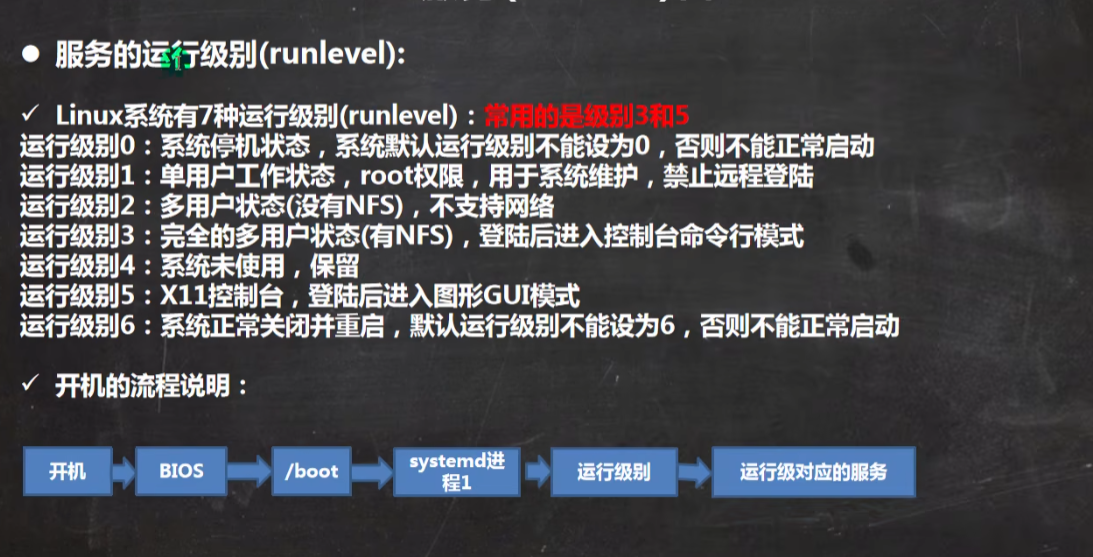 ● 服务的运行级别(runlevel):
✓ Linux系统有7种运行级别(runlevel)：常用的是级别3和5
运行级别0：系统停机状态，系统默认运行级别不能设为0，否则不能正常启动
运行级别1：单用户工作状态，root权限，用于系统维护，禁止远程登陆
运行级别2：多用户状态(没有NFS)，不支持网络
运行级别3：完全的多用户状态(有NFS)，登陆后进入控制台命令行模式
运行级别4：系统未使用，保留
运行级别5：X11控制台，登陆后进入图形GUI模式
运行级别6：系统正常关闭并重启，默认运行级别不能设为6，否则不能正常启动
✓ 开机的流程说明：
开机
BIOS
/boot
systemd进
程1
运行级别
运行级对应的服务